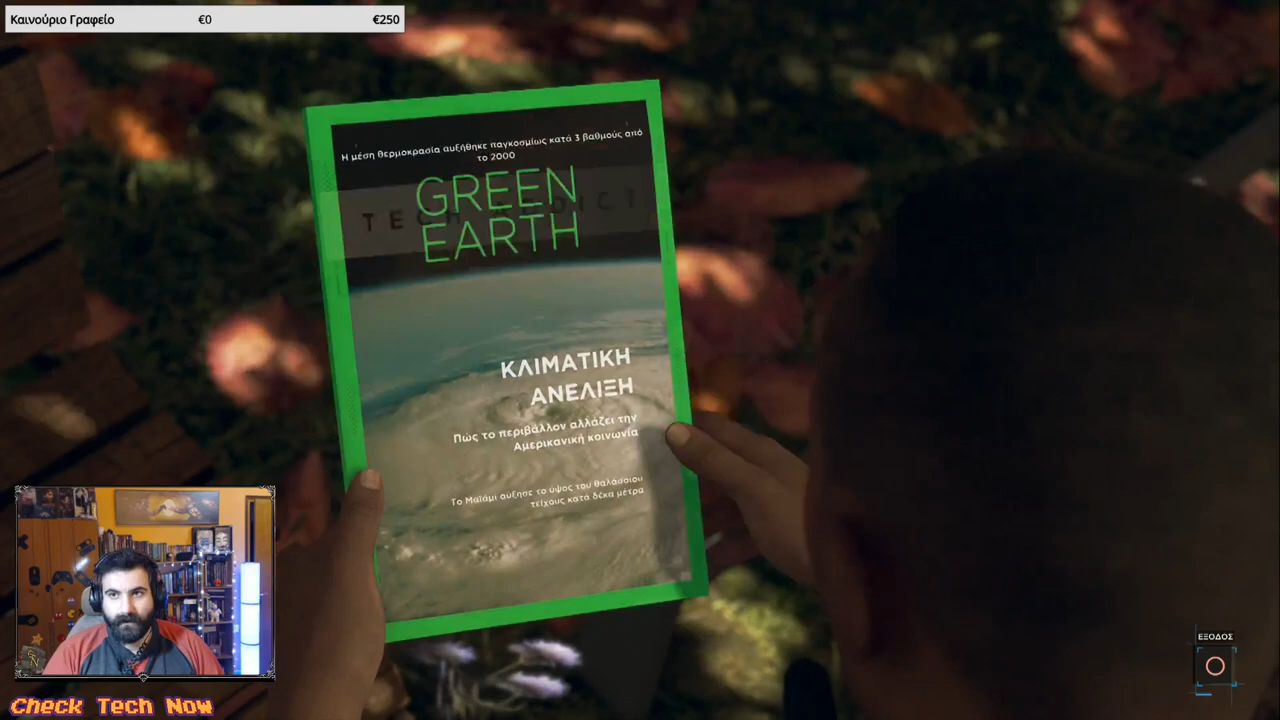 Καινούριο Γραφείο €0 €250
Η μέση θερμοκρασία αυξήθηκε παγκοσμίως κατά 3 βαθμούς από
το 2000
GREEN
EARTH
ΚΛΙΜΑΤΙΚΗ
ΑΝΕΛΙΞΗ
Πώς το περιβάλλον αλλάζει την
Αμερικανική κοινωνία
Το Μαϊάμι αύξησε το ύψος του θαλάσσιου
τείχους κατά δέκα μέτρα
ΕΞΟΔΟΣ
Check Tech Now